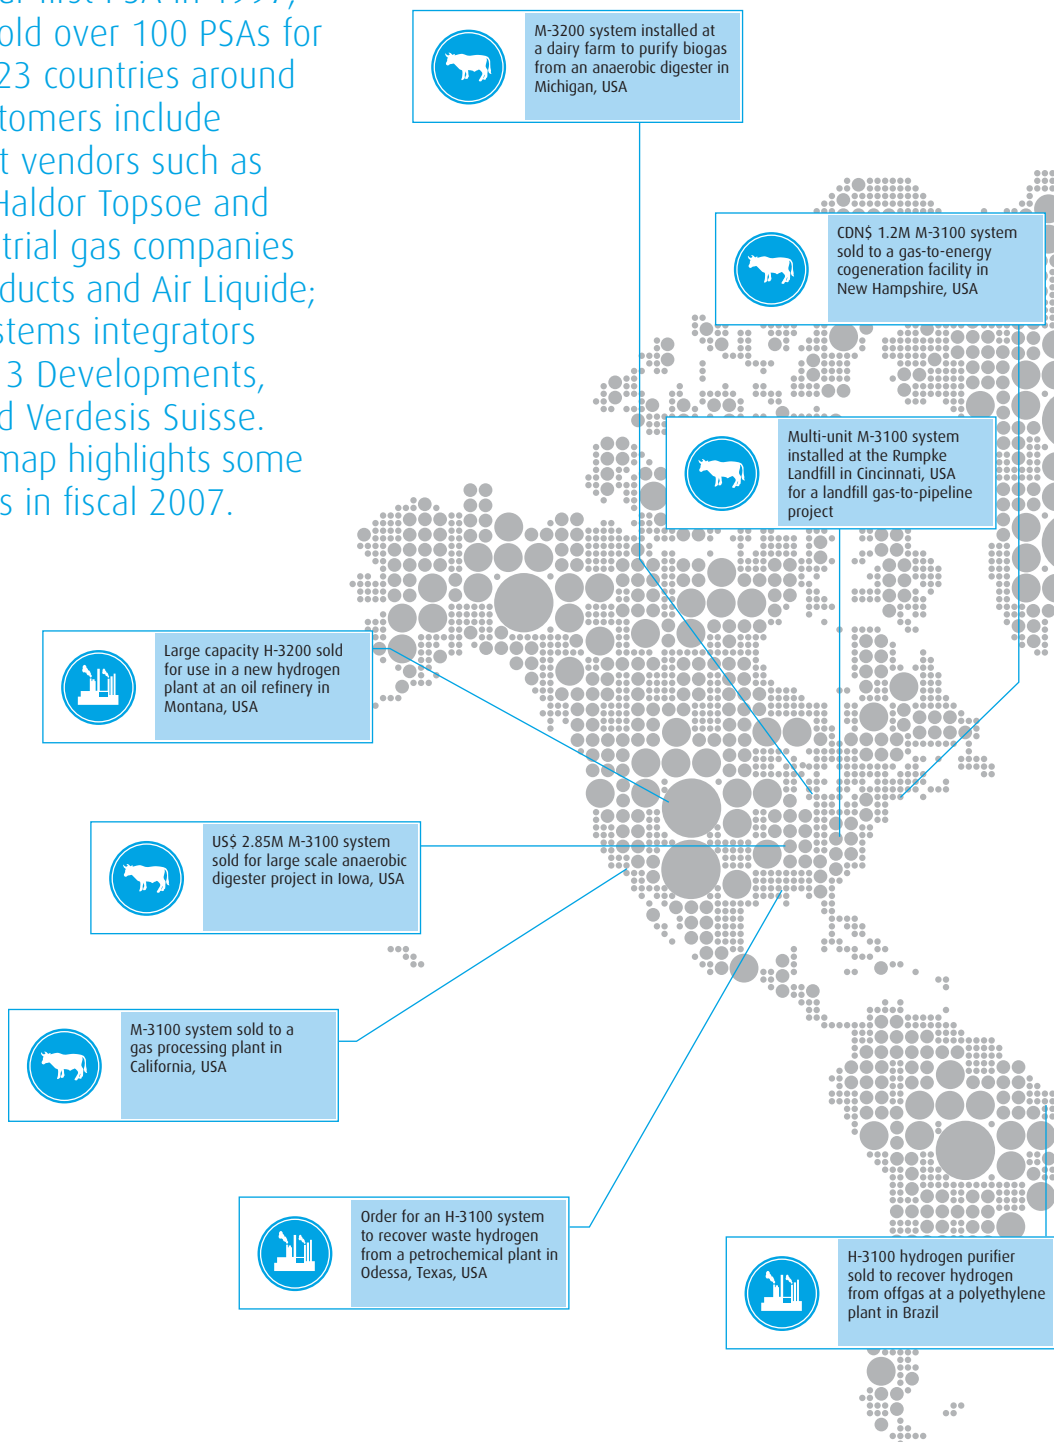 old over 100 PSAs for
23 countries around
tomers include
t vendors such as
Haldor Topsoe and
trial gas companies
ducts and Air Liquide;
stems integrators
13 Developments,
d Verdesis Suisse.
map highlights some
s in fiscal 2007.
M-3200 system installed at
a dairy farm to purify biogas
from an anaerobic digester in
Michigan, USA
CDN$ 1.2M M-3100 system
sold to a gas-to-energy
cogeneration facility in
New Hampshire, USA
Multi-unit M-3100 system
installed at the Rumpke
Landfill in Cincinnati, USA
for a landfill gas-to-pipeline
project
Large capacity H-3200 sold
for use in a new hydrogen
plant at an oil refinery in
Montana, USA
US$ 2.85M M-3100 system
sold for large scale anaerobic
digester project in Iowa, USA
M-3100 system sold to a
gas processing plant in
California, USA
Order for an H-3100 system
to recover waste hydrogen
from a petrochemical plant in
Odessa, Texas, USA
H-3100 hydrogen purifier
sold to recover hydrogen
from offgas at a polyethylene
plant in Brazil